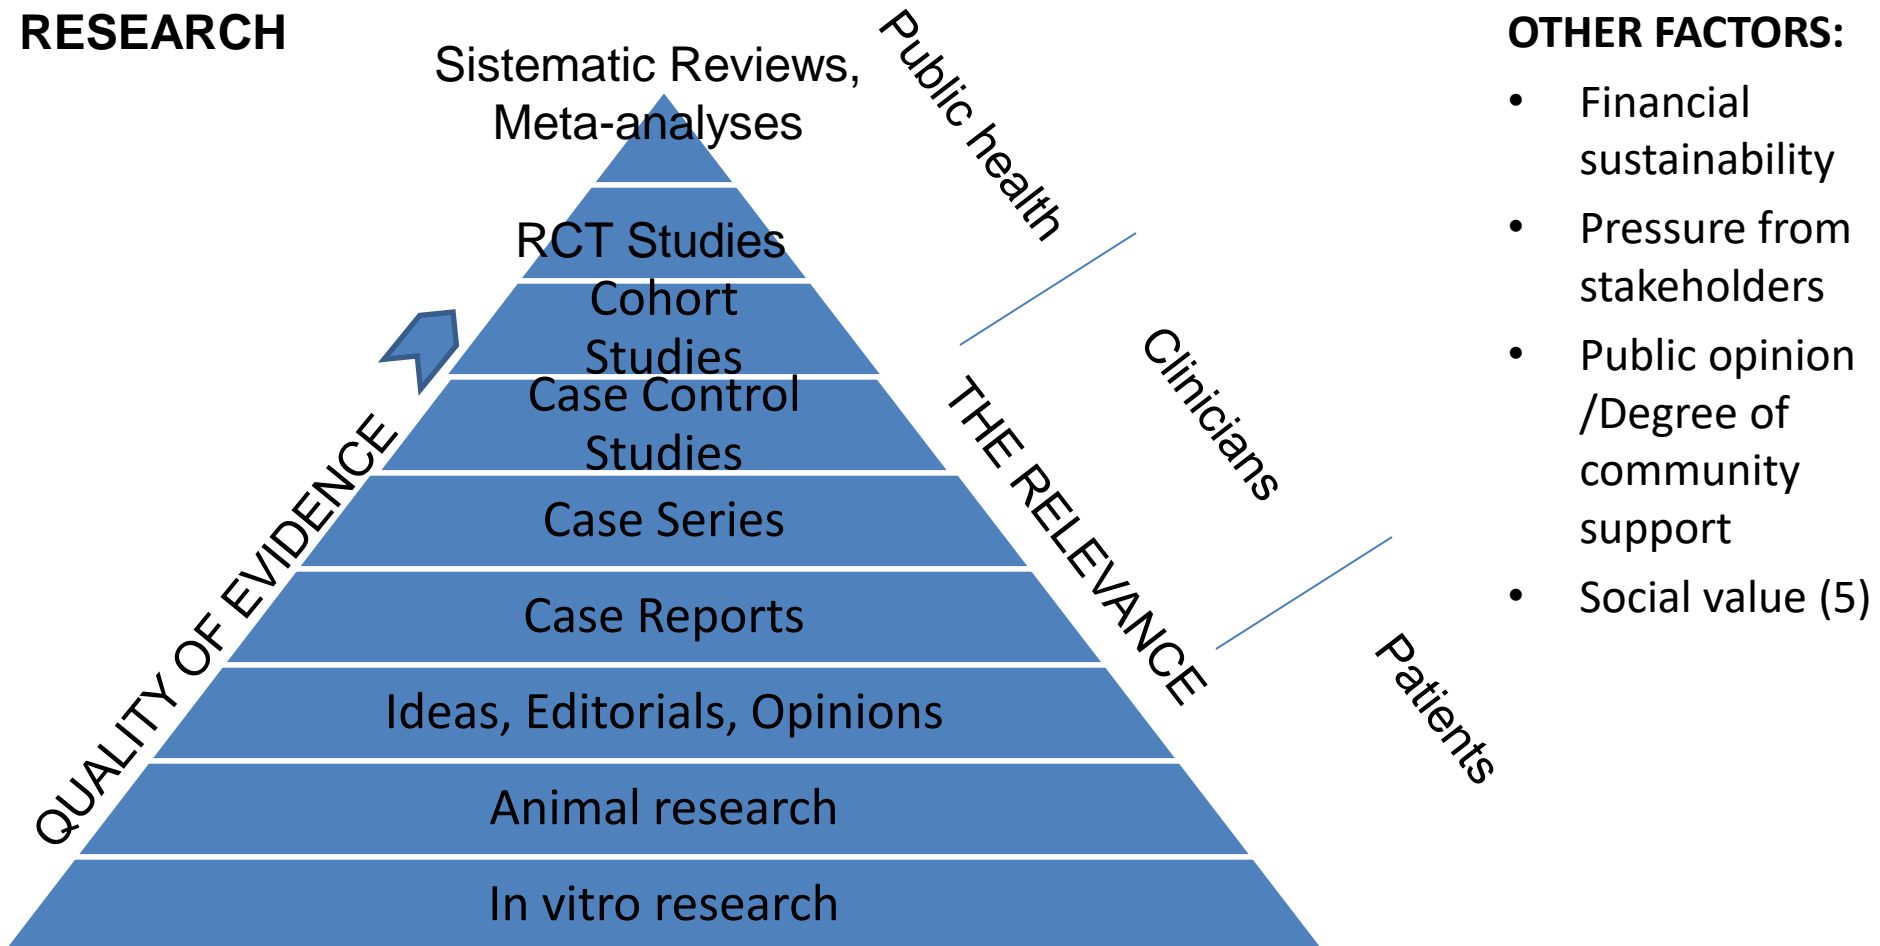 RESEARCH
Sistematic Reviews,
Meta-analyses
RCT Studies
Cohort
Studies
Case Control
Studies
Case Series
Case Reports
Ideas, Editorials, Opinions
Animal research
In vitro research
QUALITY OF EVIDENCE
THE RELEVANCE
Public health
Clinicians
Patients
OTHER FACTORS:
• Financial
sustainability
• Pressure from
stakeholders
• Public opinion
/Degree of
community
support
• Social value (5)